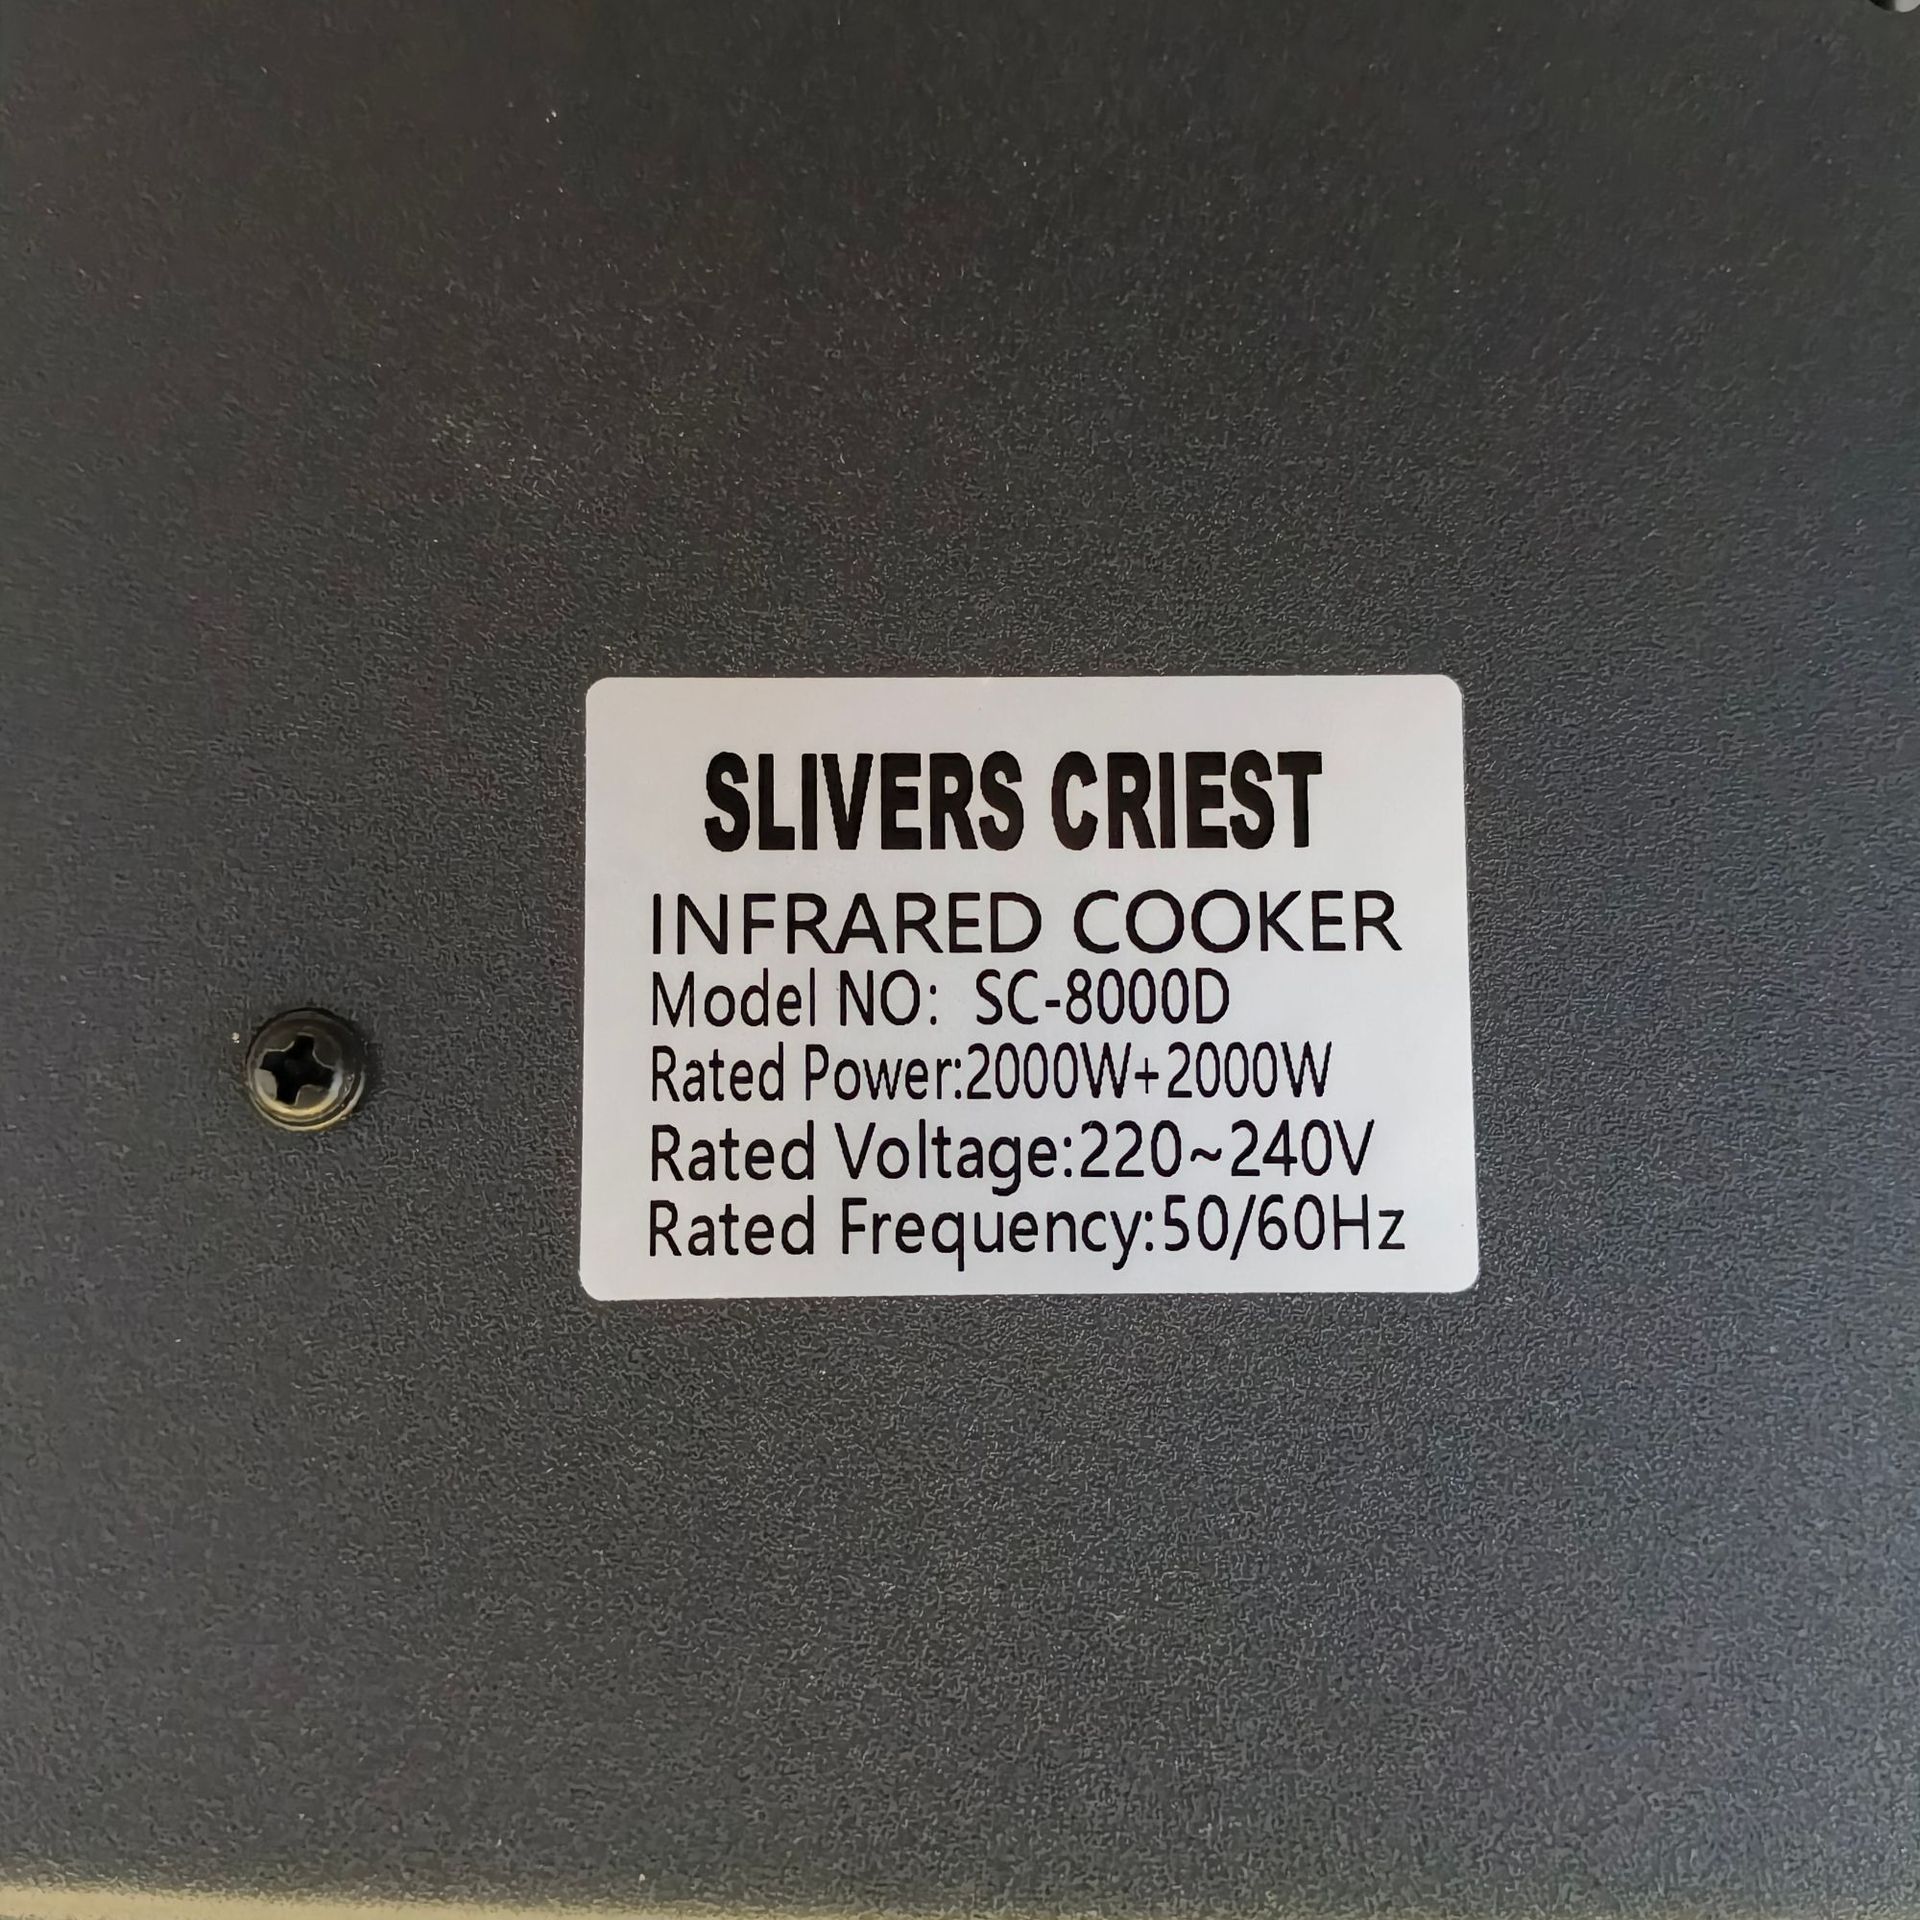 SLIVERS CRIEST
INFRARED COOKER
Model NO: SC-8000D
Rated Power:2000W+2000W
Rated Voltage:220~240V
Rated Frequency:50/60Hz